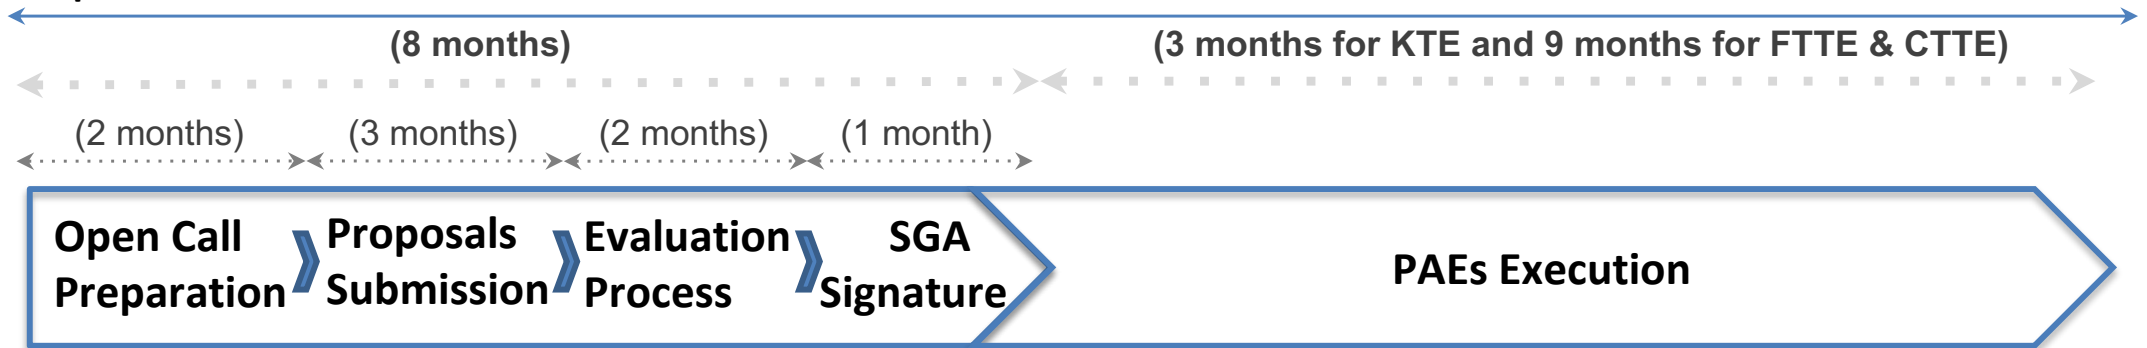 (8 months)
(3 months for KTE and 9 months for FTTE & CTTE)
(2 months)
(3 months)
(2 months)
(1 month)
Open Call
Preparation
Proposals
Submission
Evaluation
Process
SGA
Signature
PAEs Execution